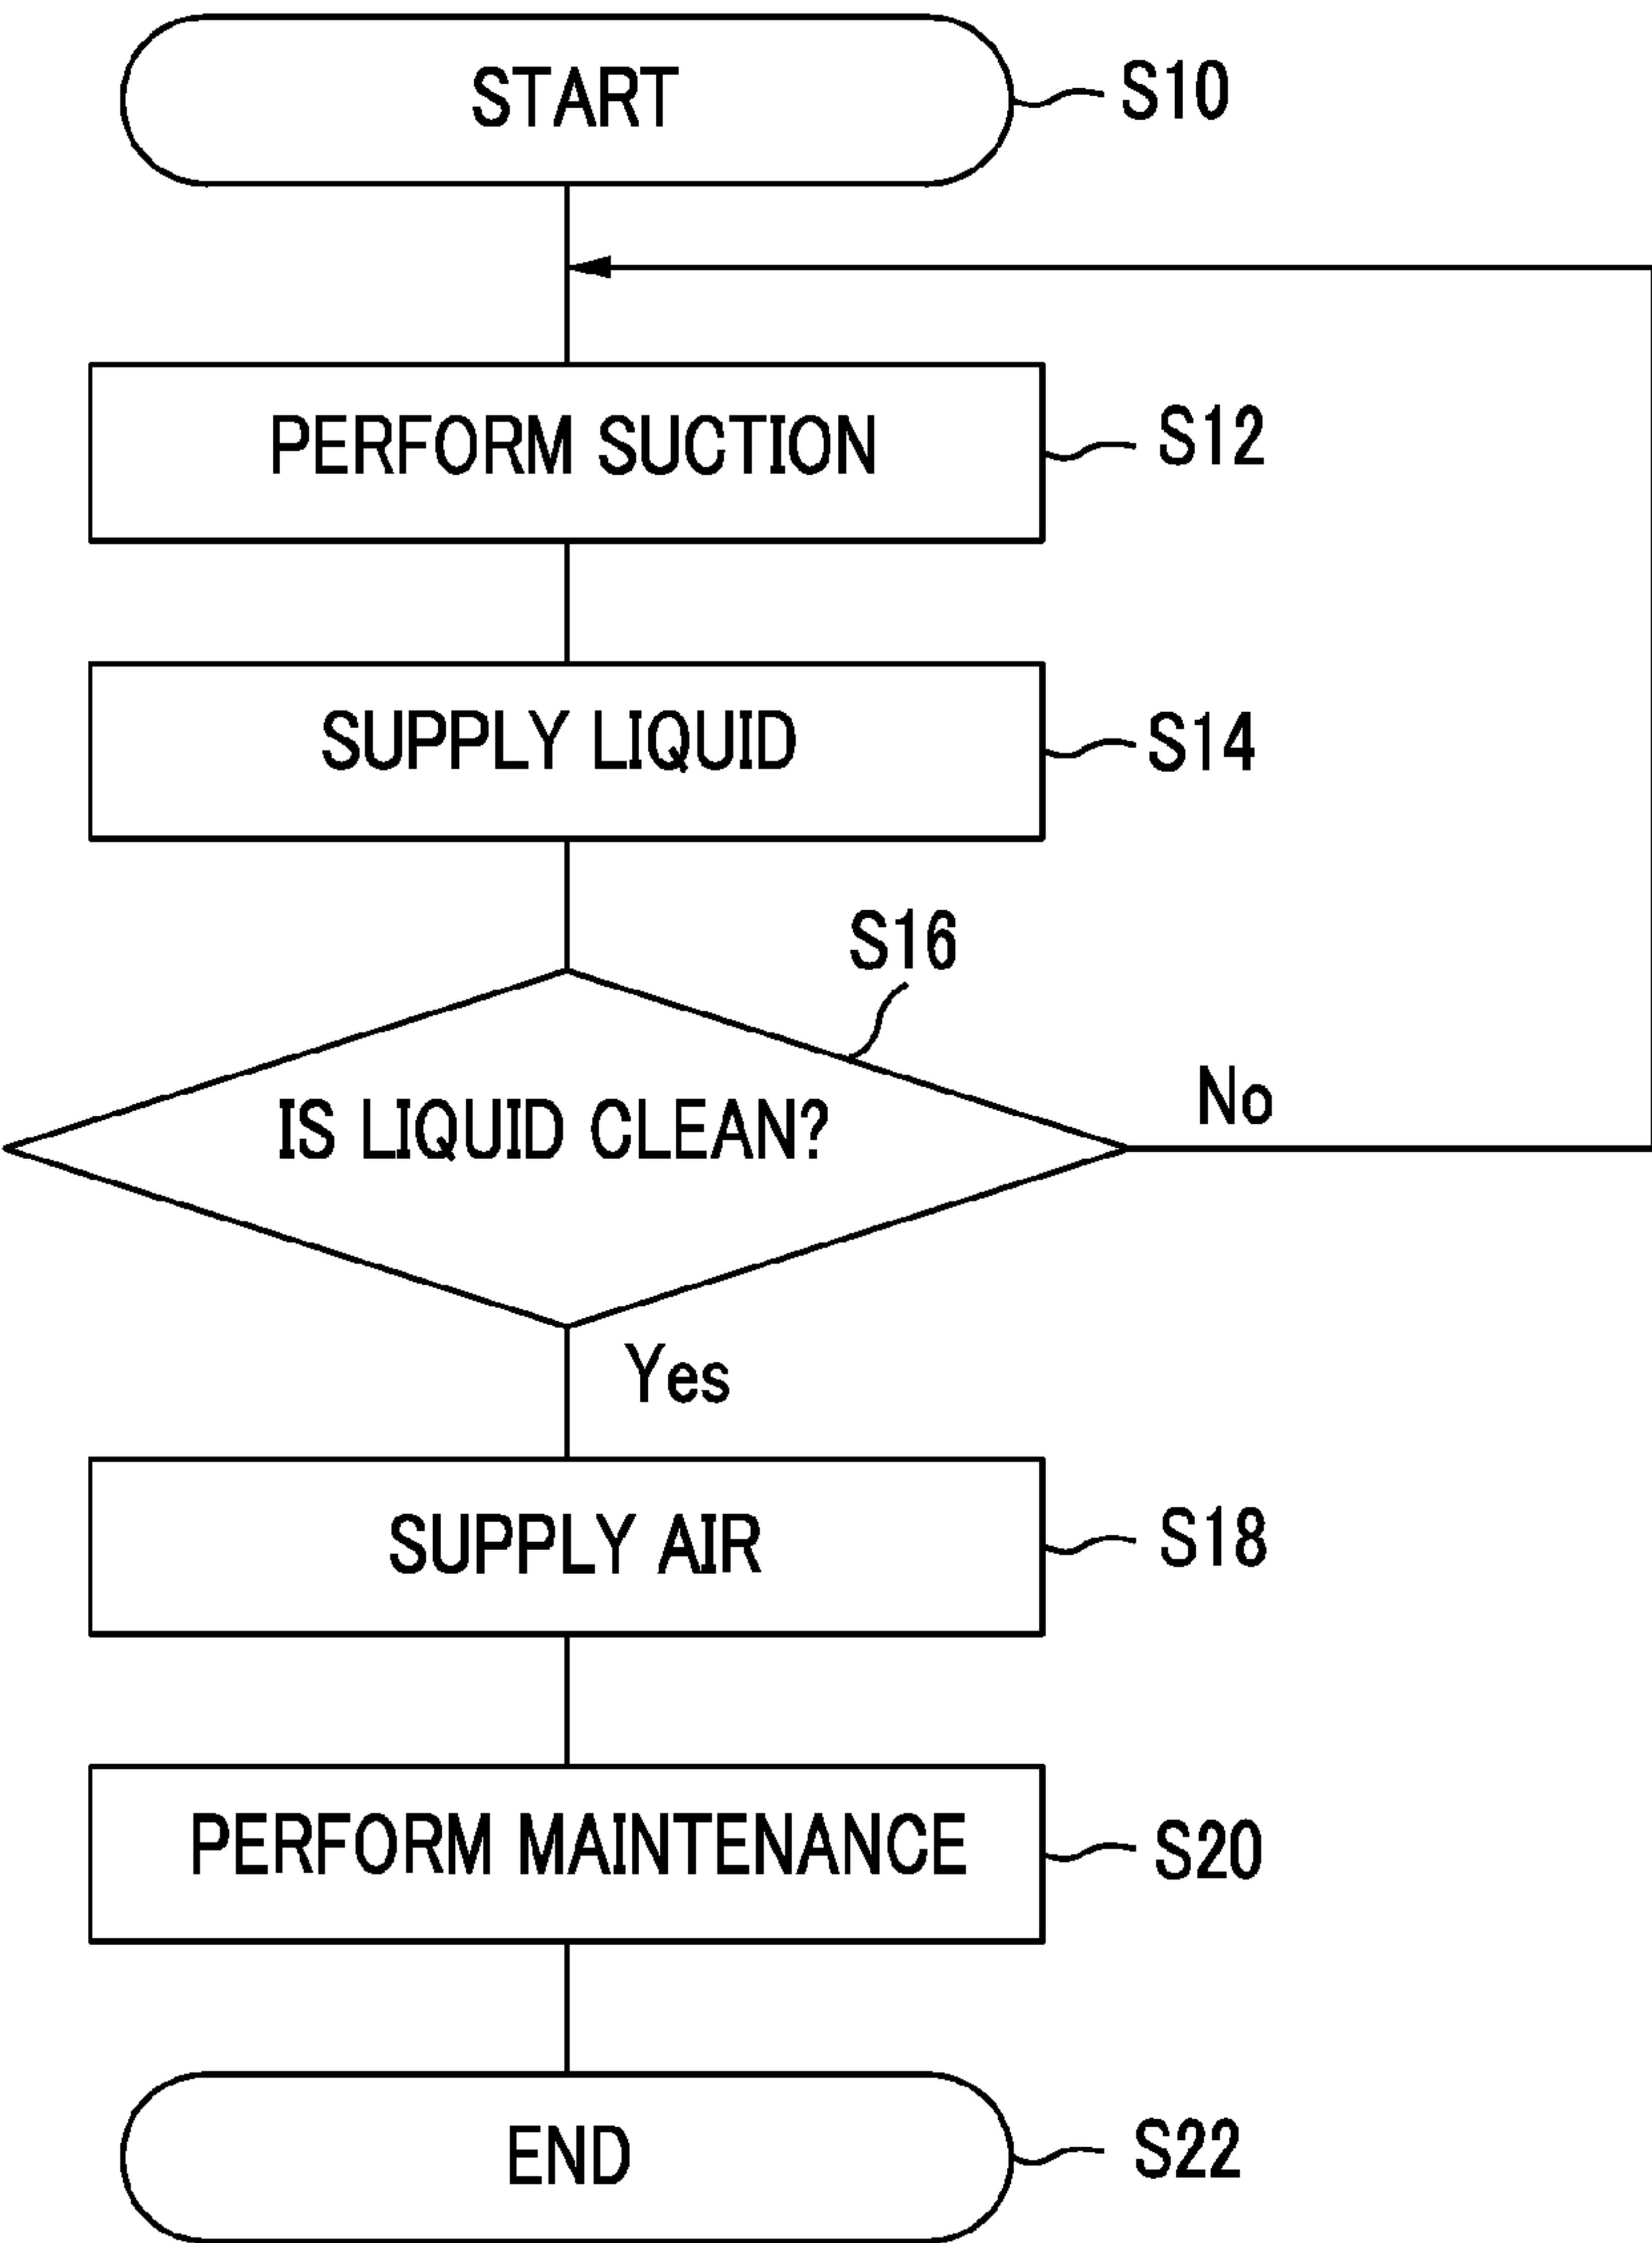 START S10
PERFORM SUCTION S12
SUPPLY LIQUID S14
S16
IS LIQUID CLEAN?
No
Yes
SUPPLY AIR S18
PERFORM MAINTENANCE S20
END S22